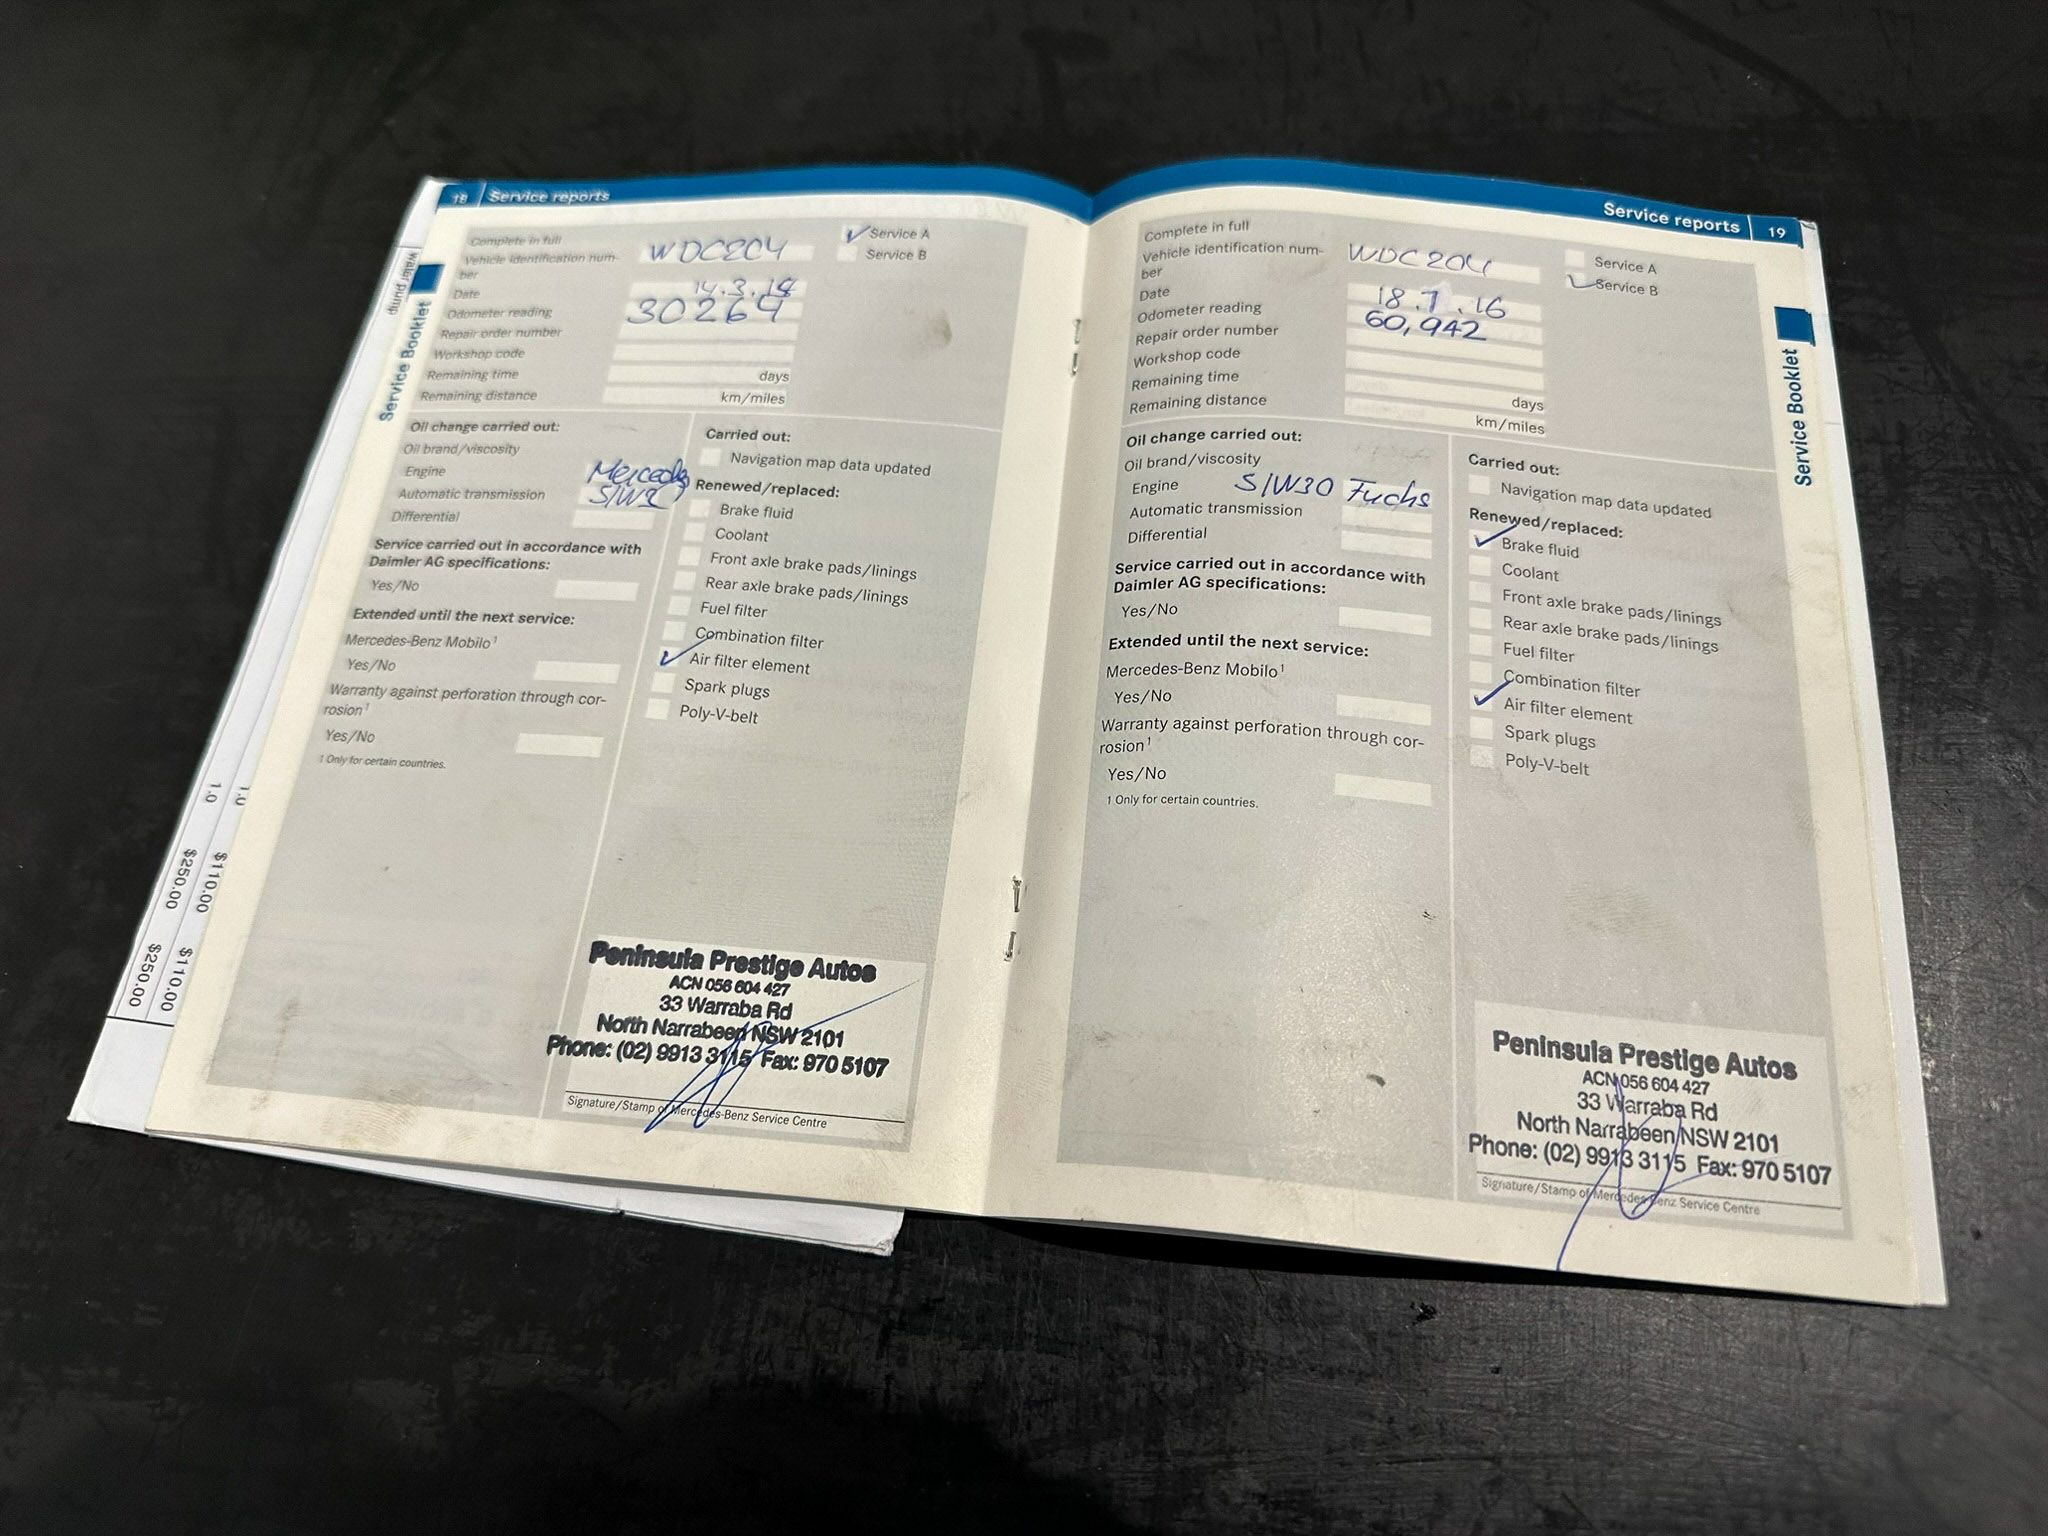 18 Service reports
Complete in full
Vehicle identification num-
ber
WDC204
Service A
Service B
Date
14.3.
Odometer reading
30264
Repair order number
Workshop code
Remaining time
days
Remaining distance
km/miles
Oil change carried out:
Oil brand/viscosity
Engine
Mercedes
Automatic transmission
Differential
Service carried out in accordance with
Daimler AG specifications:
Yes/No
Extended until the next service:
Mercedes-Benz Mobilo1
Yes/No
Warranty against perforation through cor-
rosion1
Yes/No
1 Only for certain countries.
Carried out:
Navigation map data updated
Renewed/replaced:
Brake fluid
Coolant
Front axle brake pads/linings
Rear axle brake pads/linings
Fuel filter
Combination filter
Air filter element
Spark plugs
Poly-V-belt
Peninsula Prestige Autos
ACN 056 604 427
33 Warraba Rd
North Narrabeen NSW 2101
Phone: (02) 9913 3115 Fax: 970 5107
Signature/Stamp of Mercedes-Benz Service Centre
Service Booklet
1.0 $110.00 $110.00
1.0 $250.00 $250.00
Service reports 19
Complete in full
Vehicle identification num-
ber
WDC204
Service A
Service B
Date
18.7.16
Odometer reading
60,942
Repair order number
Workshop code
Remaining time
days
Remaining distance
km/miles
Oil change carried out:
Oil brand/viscosity
Engine
5/W30 Fuchs
Automatic transmission
Differential
Service carried out in accordance with
Daimler AG specifications:
Yes/No
Extended until the next service:
Mercedes-Benz Mobilo1
Yes/No
Warranty against perforation through cor-
rosion1
Yes/No
1 Only for certain countries.
Carried out:
Navigation map data updated
Renewed/replaced:
Brake fluid
Coolant
Front axle brake pads/linings
Rear axle brake pads/linings
Fuel filter
Combination filter
Air filter element
Spark plugs
Poly-V-belt
Peninsula Prestige Autos
ACN 056 604 427
33 Warraba Rd
North Narrabeen NSW 2101
Phone: (02) 9913 3115 Fax: 970 5107
Signature/Stamp of Mercedes-Benz Service Centre
Service Booklet